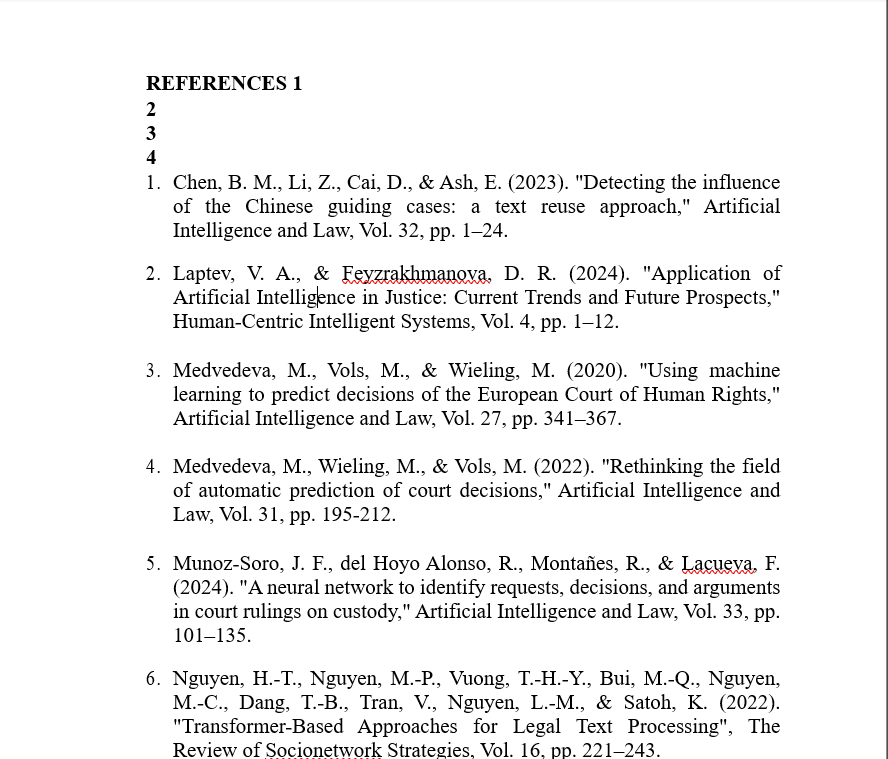 REFERENCES 1
2
3
4
1. Chen, B. M., Li, Z., Cai, D., & Ash, E. (2023). "Detecting the influence
of the Chinese guiding cases: a text reuse approach," Artificial
Intelligence and Law, Vol. 32, pp. 1–24.
2. Laptev, V. A., & Feyzrakhmanova, D. R. (2024). "Application of
Artificial Intelligence in Justice: Current Trends and Future Prospects,"
Human-Centric Intelligent Systems, Vol. 4, pp. 1–12.
3. Medvedeva, M., Vols, M., & Wieling, M. (2020). "Using machine
learning to predict decisions of the European Court of Human Rights,"
Artificial Intelligence and Law, Vol. 27, pp. 341–367.
4. Medvedeva, M., Wieling, M., & Vols, M. (2022). "Rethinking the field
of automatic prediction of court decisions," Artificial Intelligence and
Law, Vol. 31, pp. 195-212.
5. Munoz-Soro, J. F., del Hoyo Alonso, R., Montañes, R., & Lacueva, F.
(2024). "A neural network to identify requests, decisions, and arguments
in court rulings on custody," Artificial Intelligence and Law, Vol. 33, pp.
101–135.
6. Nguyen, H.-T., Nguyen, M.-P., Vuong, T.-H.-Y., Bui, M.-Q., Nguyen,
M.-C., Dang, T.-B., Tran, V., Nguyen, L.-M., & Satoh, K. (2022).
"Transformer-Based Approaches for Legal Text Processing", The
Review of Socionetwork Strategies, Vol. 16, pp. 221–243.